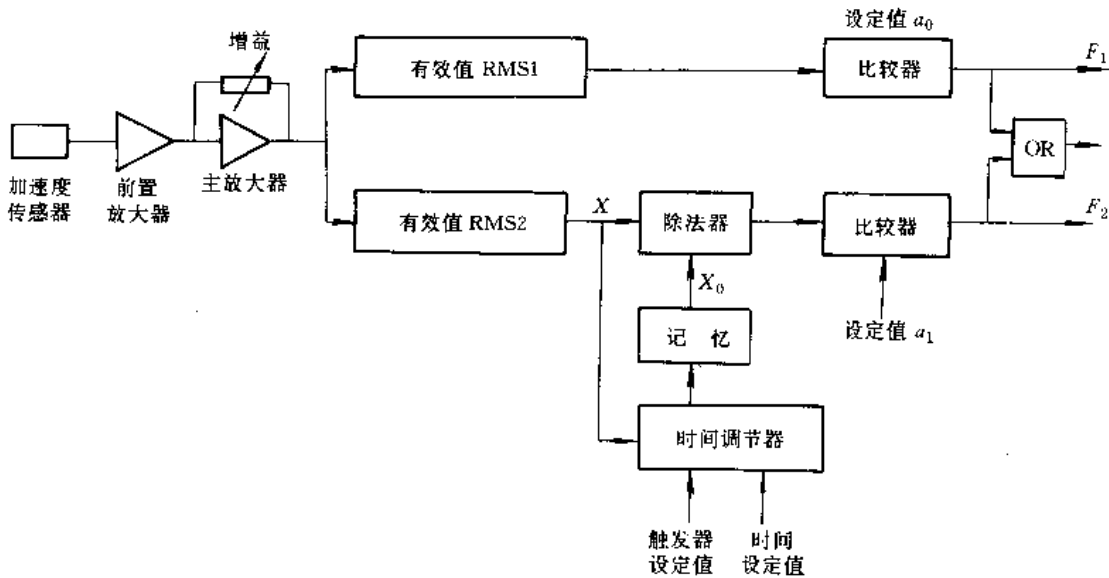 设定值 a₀
增益
有效值 RMS1
比较器
F₁
OR
加速度
传感器
前置
放大器
主放大器
有效值 RMS2
X
除法器
比较器
F₂
X₀
记 忆
设定值 a₁
时间调节器
触发器
设定值
时间
设定值